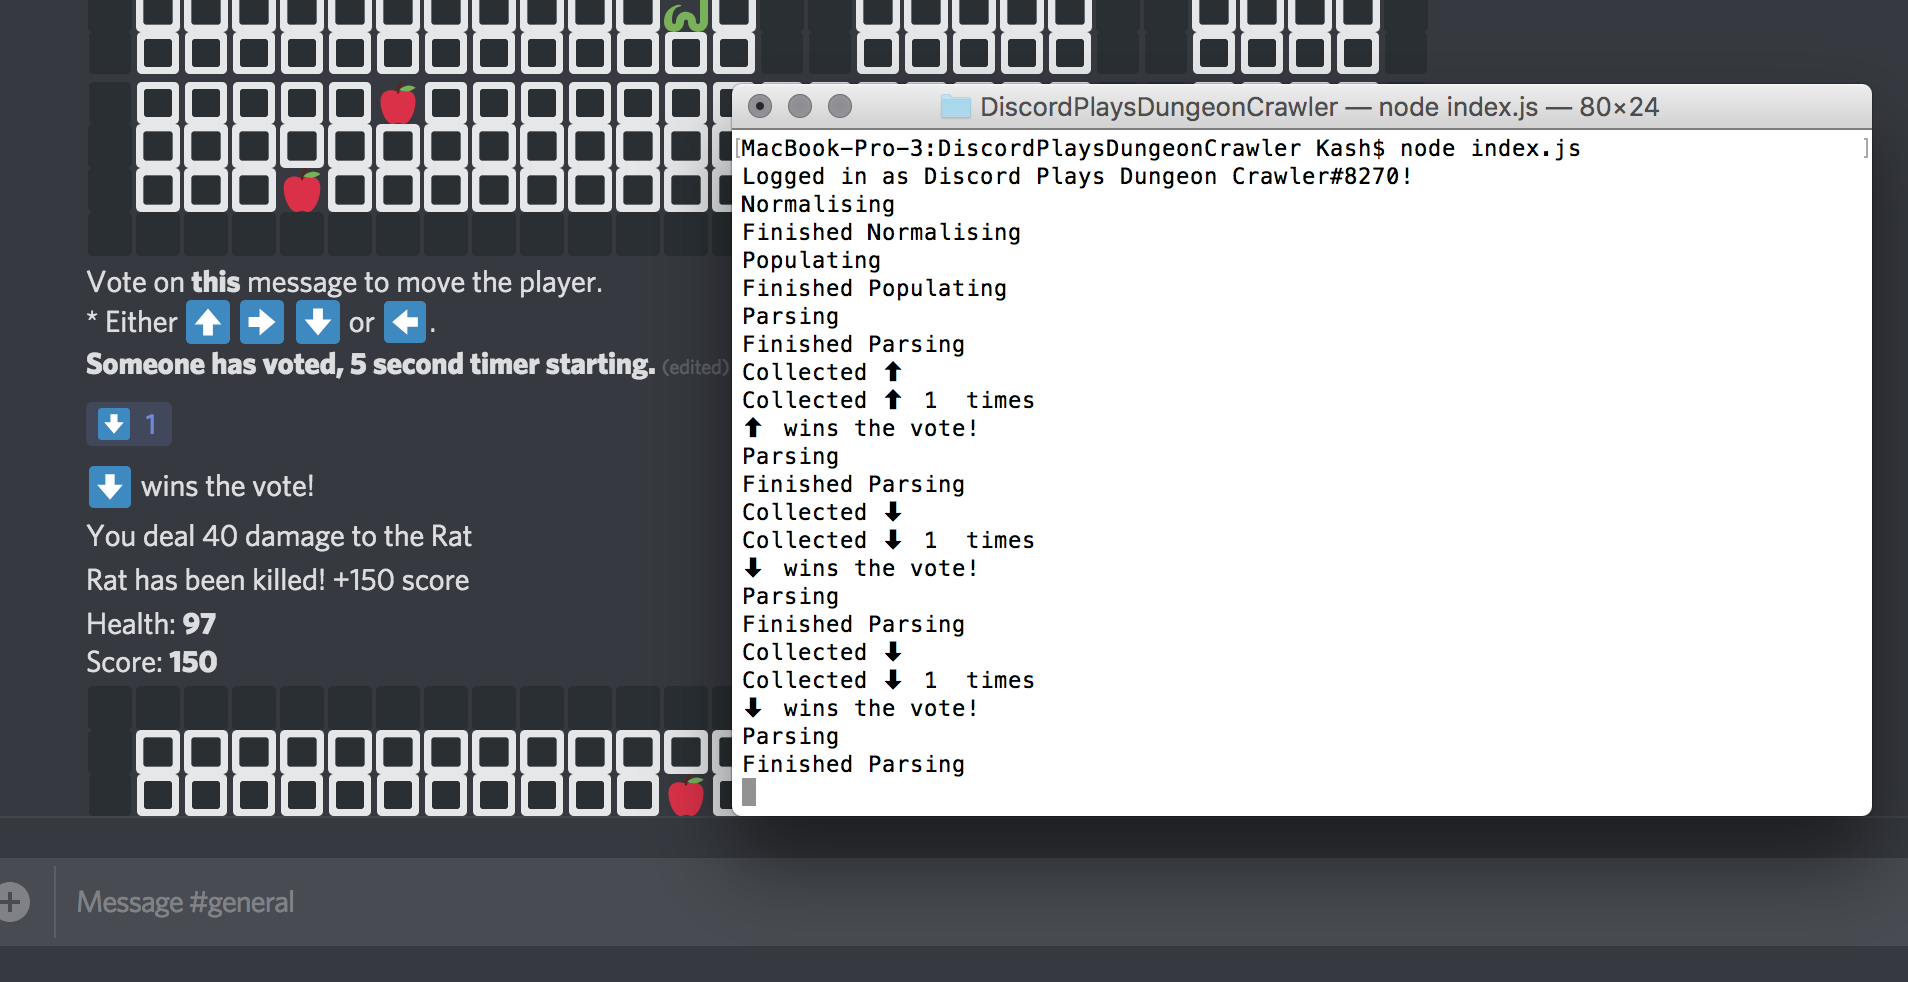 Vote on this message to move the player.
* Either ⬆ ➡ ⬇ or ⬅ .
Someone has voted, 5 second timer starting. (edited)
⬇ 1
⬇ wins the vote!
You deal 40 damage to the Rat
Rat has been killed! +150 score
Health: 97
Score: 150
Message #general
DiscordPlaysDungeonCrawler — node index.js — 80×24
[MacBook-Pro-3:DiscordPlaysDungeonCrawler Kash$ node index.js ]
Logged in as Discord Plays Dungeon Crawler#8270!
Normalising
Finished Normalising
Populating
Finished Populating
Parsing
Finished Parsing
Collected ⬆
Collected ⬆ 1 times
⬆ wins the vote!
Parsing
Finished Parsing
Collected ⬇
Collected ⬇ 1 times
⬇ wins the vote!
Parsing
Finished Parsing
Collected ⬇
Collected ⬇ 1 times
⬇ wins the vote!
Parsing
Finished Parsing